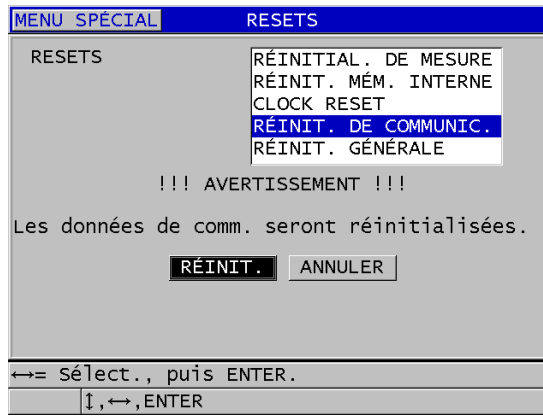 MENU SPÉCIAL RESETS
RESETS
RÉINITIAL. DE MESURE
RÉINIT. MÉM. INTERNE
CLOCK RESET
RÉINIT. DE COMMUNIC.
RÉINIT. GÉNÉRALE
!!! AVERTISSEMENT !!!
Les données de comm. seront réinitialisées.
RÉINIT. ANNULER
↔= Sélect., puis ENTER.
↕,↔,ENTER